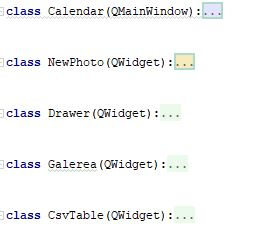 class Calendar(QMainWindow):...
class NewPhoto(QWidget):...
class Drawer(QWidget):...
class Galerea(QWidget):...
class CsvTable(QWidget):...